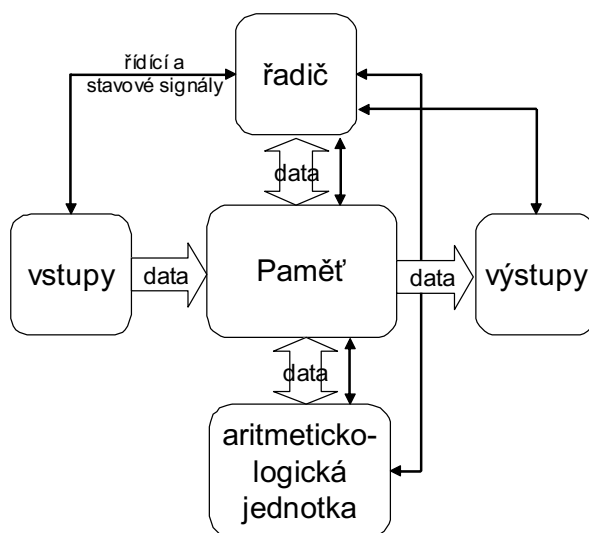 řídící a
stavové signály
řadič
data
vstupy
data
Paměť
data
výstupy
data
aritmeticko-
logická
jednotka